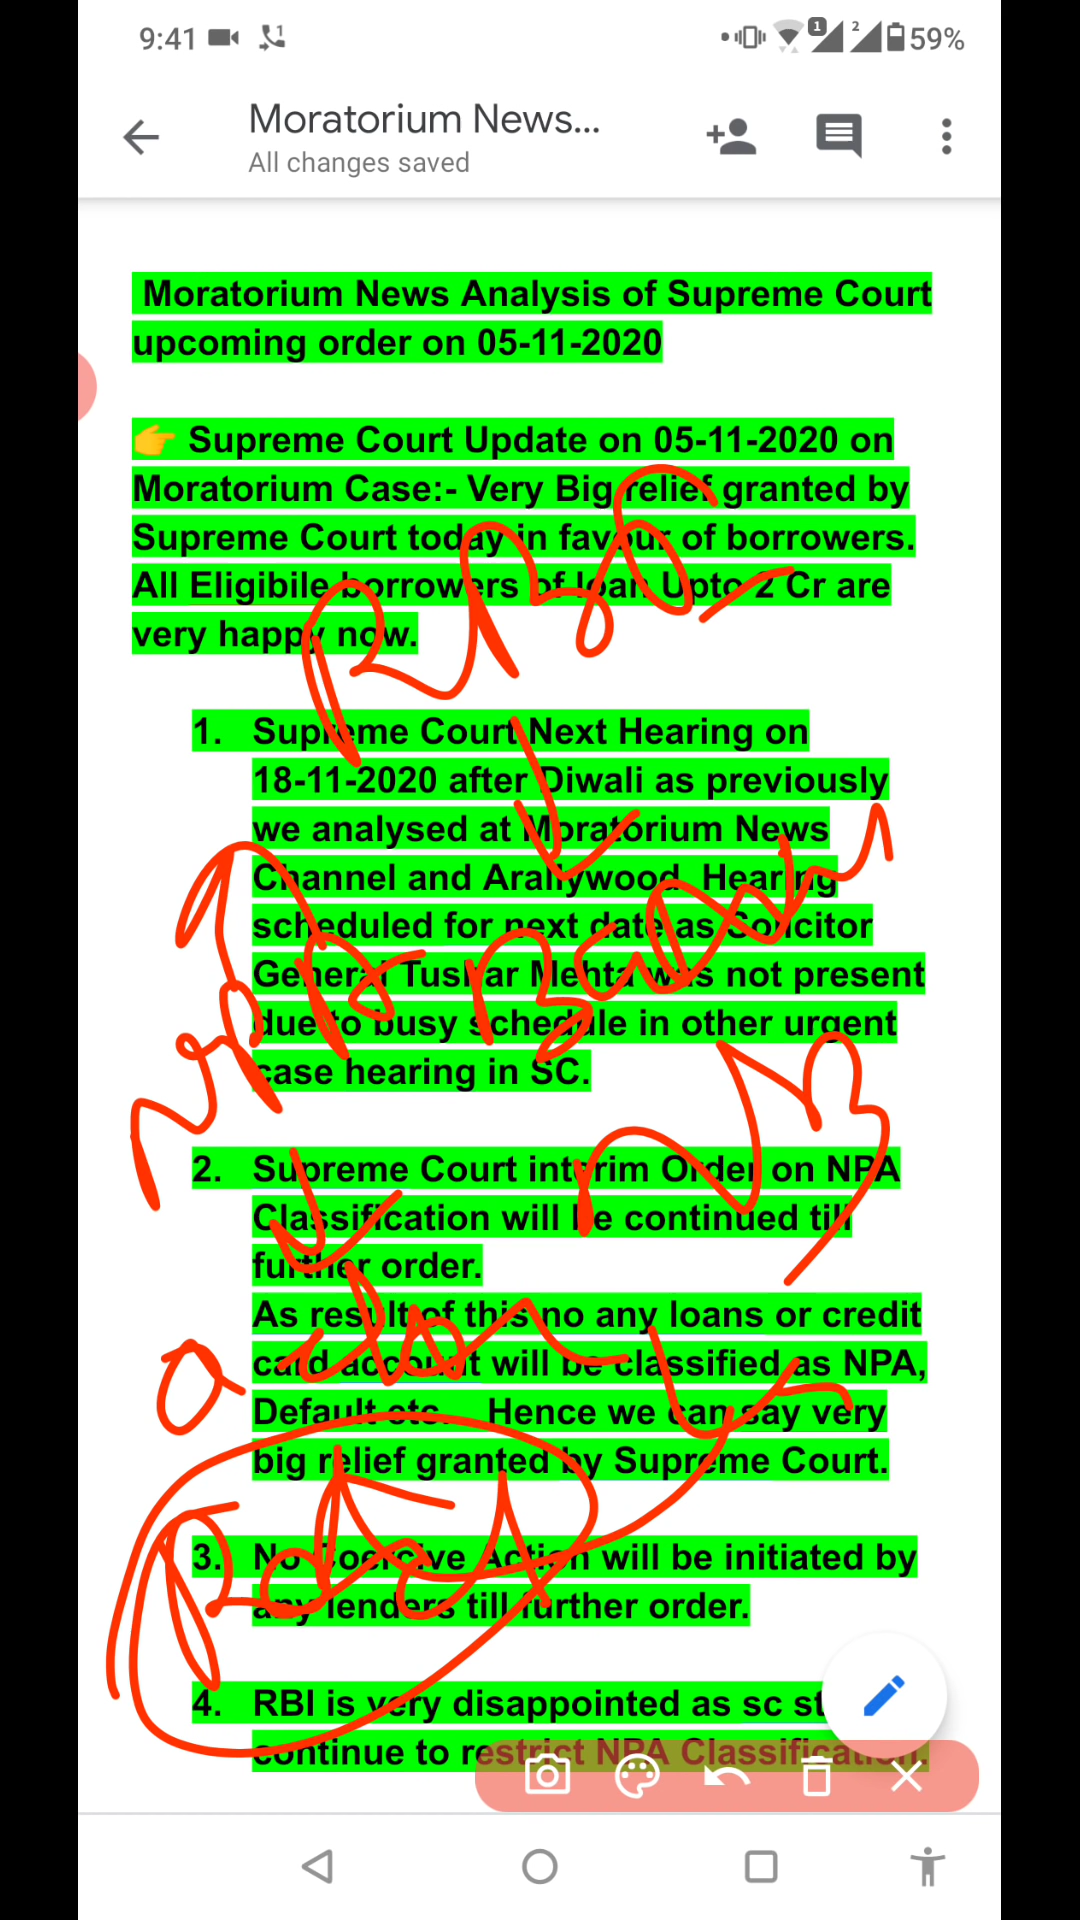 9:41
1 2 59%
Moratorium News...
All changes saved
Moratorium News Analysis of Supreme Court
upcoming order on 05-11-2020
👉 Supreme Court Update on 05-11-2020 on
Moratorium Case:- Very Big relief granted by
Supreme Court today in favour of borrowers.
All Eligibile borrowers of loan Upto 2 Cr are
very happy now.
1. Supreme Court Next Hearing on
18-11-2020 after Diwali as previously
we analysed at Moratorium News
Channel and Arallywood. Hearing
scheduled for next date as Solicitor
General Tushar Mehta was not present
due to busy schedule in other urgent
case hearing in SC.
2. Supreme Court interim Order on NPA
Classification will be continued till
further order.
As result of this no any loans or credit
card account will be classified as NPA,
Default etc. Hence we can say very
big relief granted by Supreme Court.
3. No Coercive Action will be initiated by
any lenders till further order.
4. RBI is very disappointed as sc
continue to restrict NPA